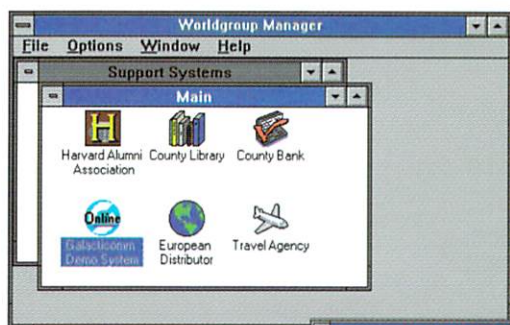 Worldgroup Manager
File Options Window Help
Support Systems
Main
H
Harvard Alumni County Library County Bank
Association
Online
Galacticomm European Travel Agency
Demo System Distributor